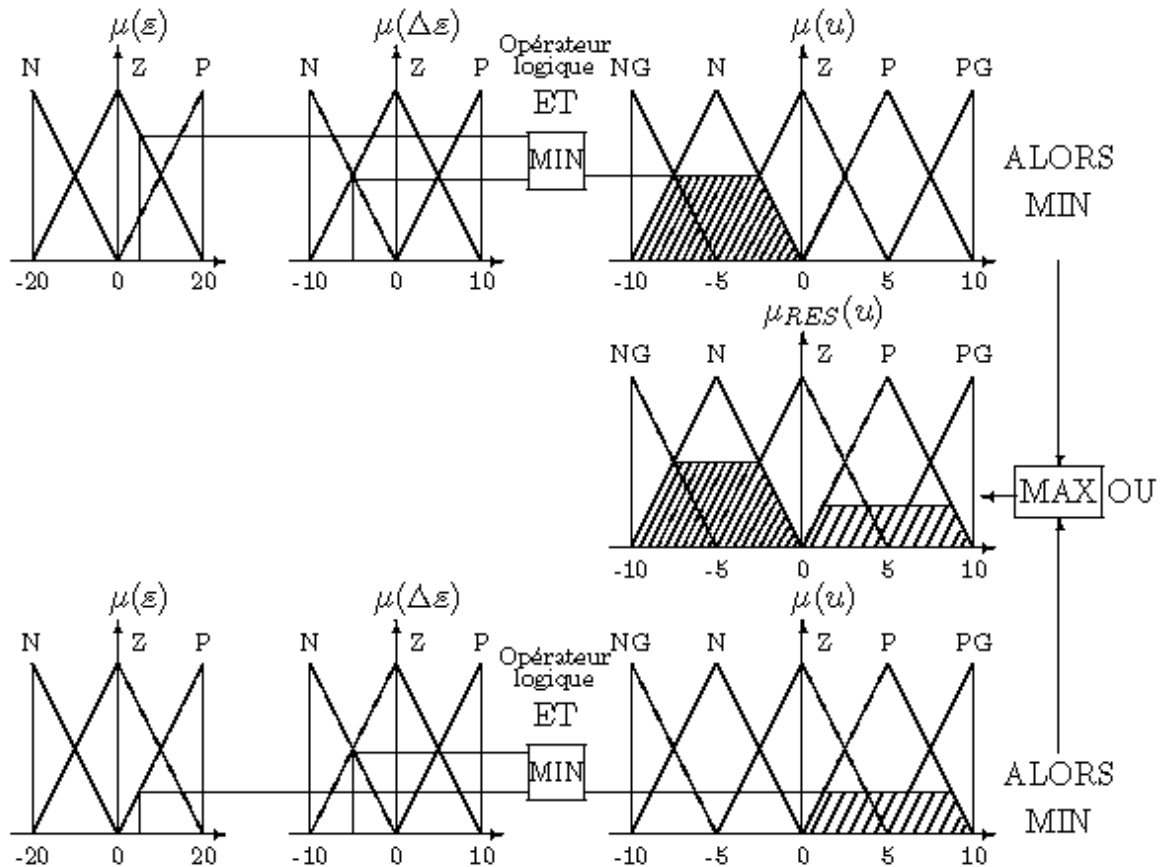 μ(ε) μ(Δε) Opérateur μ(u)
N Z P N Z P logique NG N Z P PG
ET
MIN
ALORS
MIN
-20 0 20 -10 0 10 -10 -5 0 5 10
μ_RES(u)
NG N Z P PG
MAX OU
-10 -5 0 5 10
μ(ε) μ(Δε) μ(u)
N Z P N Z P Opérateur NG N Z P PG
logique
ET
MIN
ALORS
MIN
-20 0 20 -10 0 10 -10 -5 0 5 10